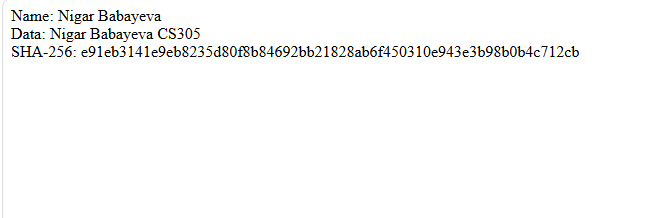 Name: Nigar Babayeva
Data: Nigar Babayeva CS305
SHA-256: e91eb3141e9eb8235d80f8b84692bb21828ab6f450310e943e3b98b0b4c712cb